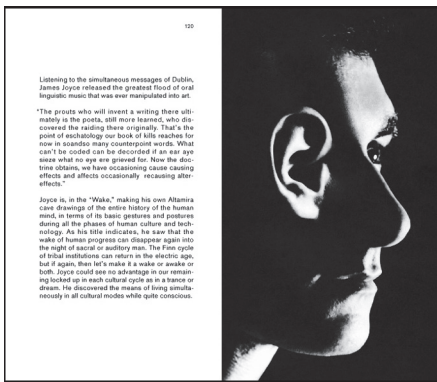 120
Listening to the simultaneous messages of Dublin,
James Joyce released the greatest flood of oral
linguistic music that was ever manipulated into art.
"The prouts who will invent a writing there ulti-
mately is the poeta, still more learned, who dis-
covered the raiding there originally. That's the
point of eschatology our book of kills reaches for
now in soandso many counterpoint words. What
can't be coded can be decorded if an ear aye
sieze what no eye ere grieved for. Now the doc-
trine obtains, we have occasioning cause causing
effects and affects occasionally recausing alter-
effects."
Joyce is, in the "Wake," making his own Altamira
cave drawings of the entire history of the human
mind, in terms of its basic gestures and postures
during all the phases of human culture and tech-
nology. As his title indicates, he saw that the
wake of human progress can disappear again into
the night of sacral or auditory man. The Finn cycle
of tribal institutions can return in the electric age,
but if again, then let's make it a wake or awake or
both. Joyce could see no advantage in our remain-
ing locked up in each cultural cycle as in a trance or
dream. He discovered the means of living simulta-
neously in all cultural modes while quite conscious.